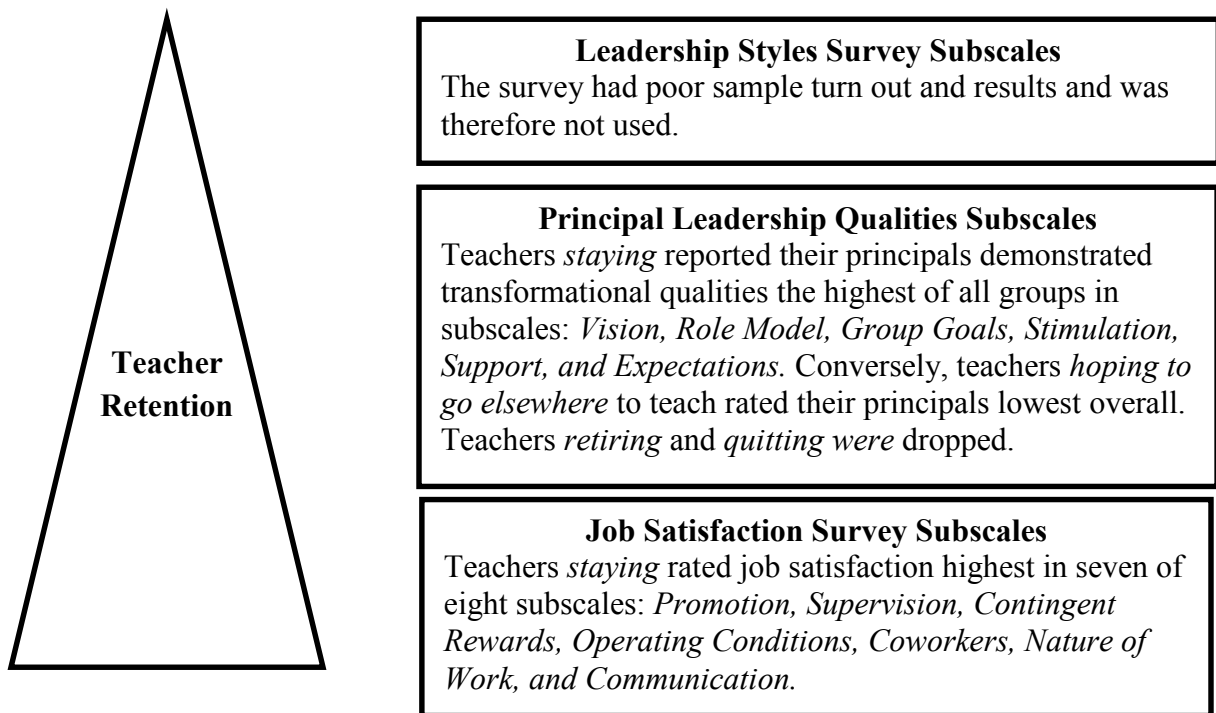 Teacher
Retention
Leadership Styles Survey Subscales
The survey had poor sample turn out and results and was
therefore not used.
Principal Leadership Qualities Subscales
Teachers staying reported their principals demonstrated
transformational qualities the highest of all groups in
subscales: Vision, Role Model, Group Goals, Stimulation,
Support, and Expectations. Conversely, teachers hoping to
go elsewhere to teach rated their principals lowest overall.
Teachers retiring and quitting were dropped.
Job Satisfaction Survey Subscales
Teachers staying rated job satisfaction highest in seven of
eight subscales: Promotion, Supervision, Contingent
Rewards, Operating Conditions, Coworkers, Nature of
Work, and Communication.